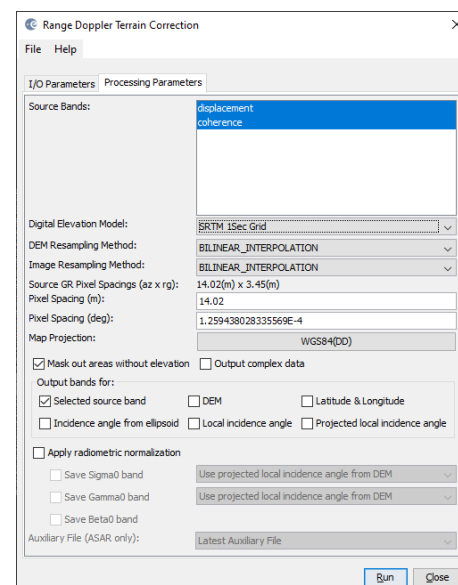 Range Doppler Terrain Correction
File Help
I/O Parameters Processing Parameters
Source Bands:
displacement
coherence
Digital Elevation Model: SRTM 1Sec Grid
DEM Resampling Method: BILINEAR_INTERPOLATION
Image Resampling Method: BILINEAR_INTERPOLATION
Source GR Pixel Spacings (az x rg): 14.02(m) x 3.45(m)
Pixel Spacing (m): 14.02
Pixel Spacing (deg): 1.259438028335569E-4
Map Projection: WGS84(DD)
Mask out areas without elevation Output complex data
Output bands for:
Selected source band DEM Latitude & Longitude
Incidence angle from ellipsoid Local incidence angle Projected local incidence angle
Apply radiometric normalization
Save Sigma0 band Use projected local incidence angle from DEM
Save Gamma0 band Use projected local incidence angle from DEM
Save Beta0 band
Auxiliary File (ASAR only): Latest Auxiliary File
Run Close